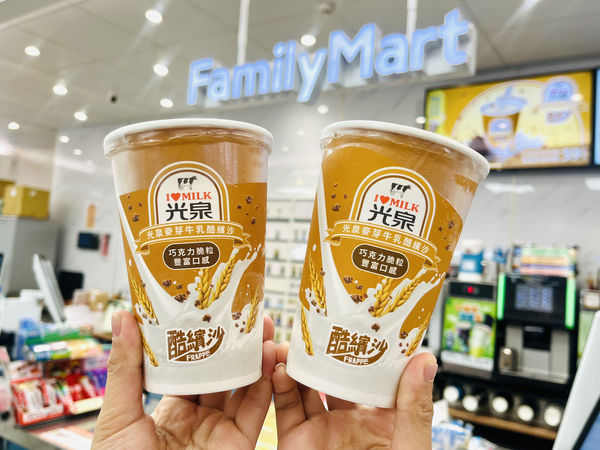 FamilyMart
I ♥ MILK
光泉
光泉麥芽牛乳酷繽沙
巧克力脆粒
豐富口感
酷繽沙
FRAPPE
I ♥ MILK
光泉
光泉麥芽牛乳酷繽沙
巧克力脆粒
豐富口感
酷繽沙
FRAPPE